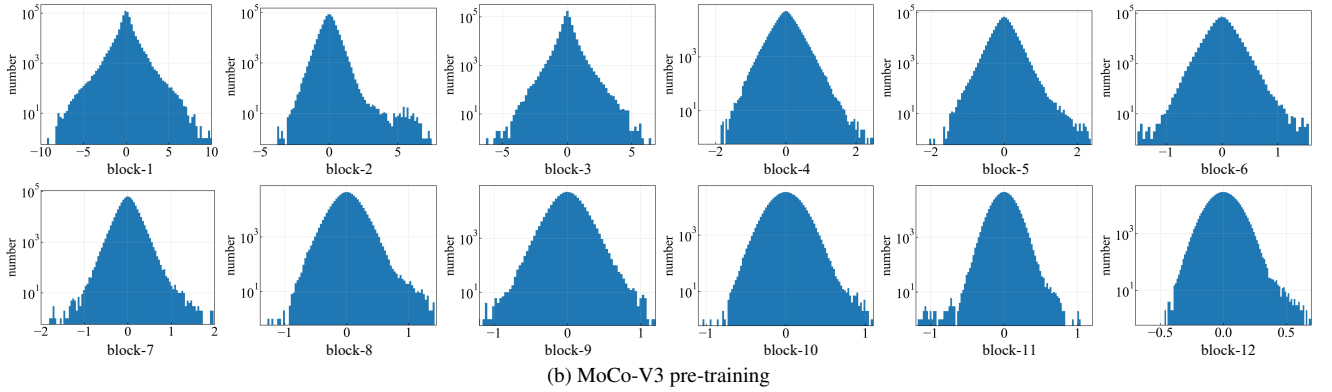 number 10^5 10^3 10^1 −10 −5 0 5 10 block-1
number 10^5 10^3 10^1 −5 0 5 block-2
number 10^5 10^3 10^1 −5 0 5 block-3
number 10^3 10^1 −2 0 2 block-4
number 10^5 10^3 10^1 −2 0 2 block-5
number 10^5 10^3 10^1 −1 0 1 block-6
number 10^5 10^3 10^1 −2 −1 0 1 2 block-7
number 10^3 10^1 −1 0 1 block-8
number 10^3 10^1 −1 0 1 block-9
number 10^3 10^1 −1 0 1 block-10
number 10^3 10^1 −1 0 1 block-11
number 10^3 10^1 −0.5 0.0 0.5 block-12
(b) MoCo-V3 pre-training